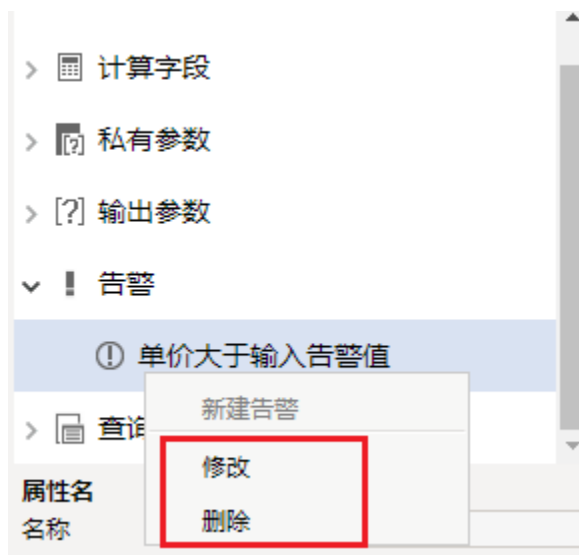 计算字段
私有参数
[?] 输出参数
告警
单价大于输入告警值
新建告警
查询
修改
属性名
删除
名称